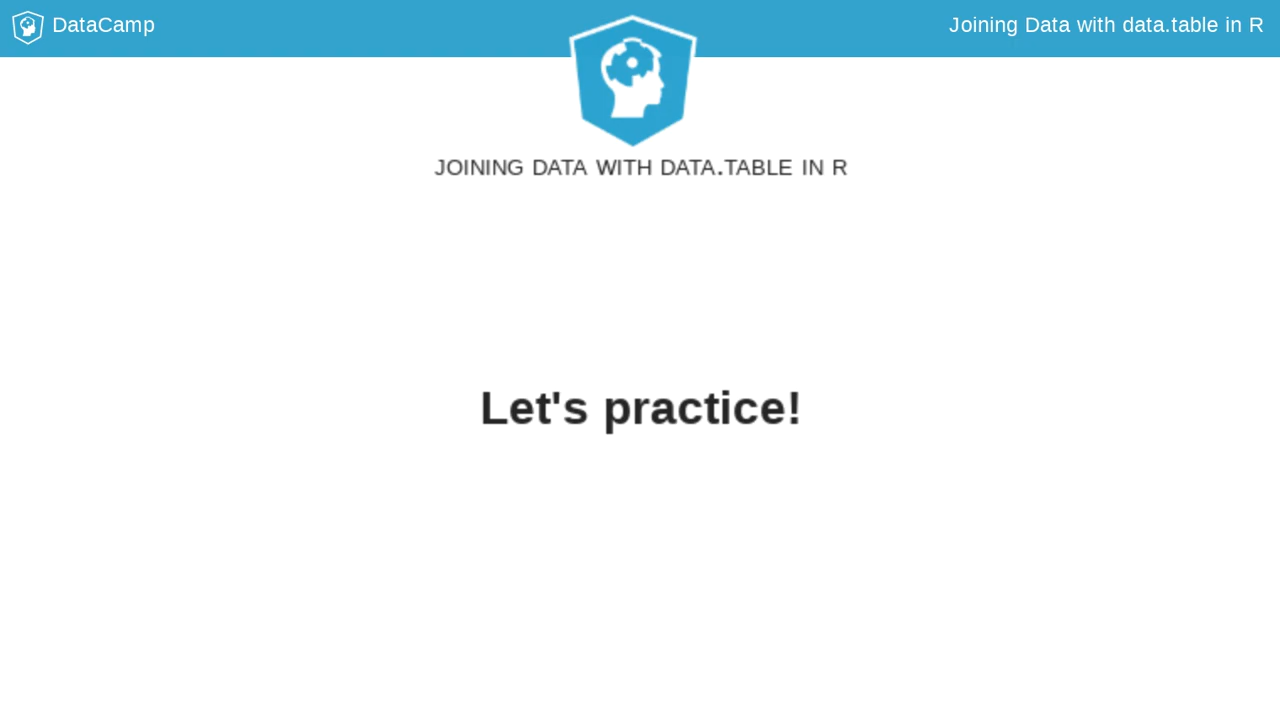 DataCamp
Joining Data with data.table in R
JOINING DATA WITH DATA.TABLE IN R
Let's practice!